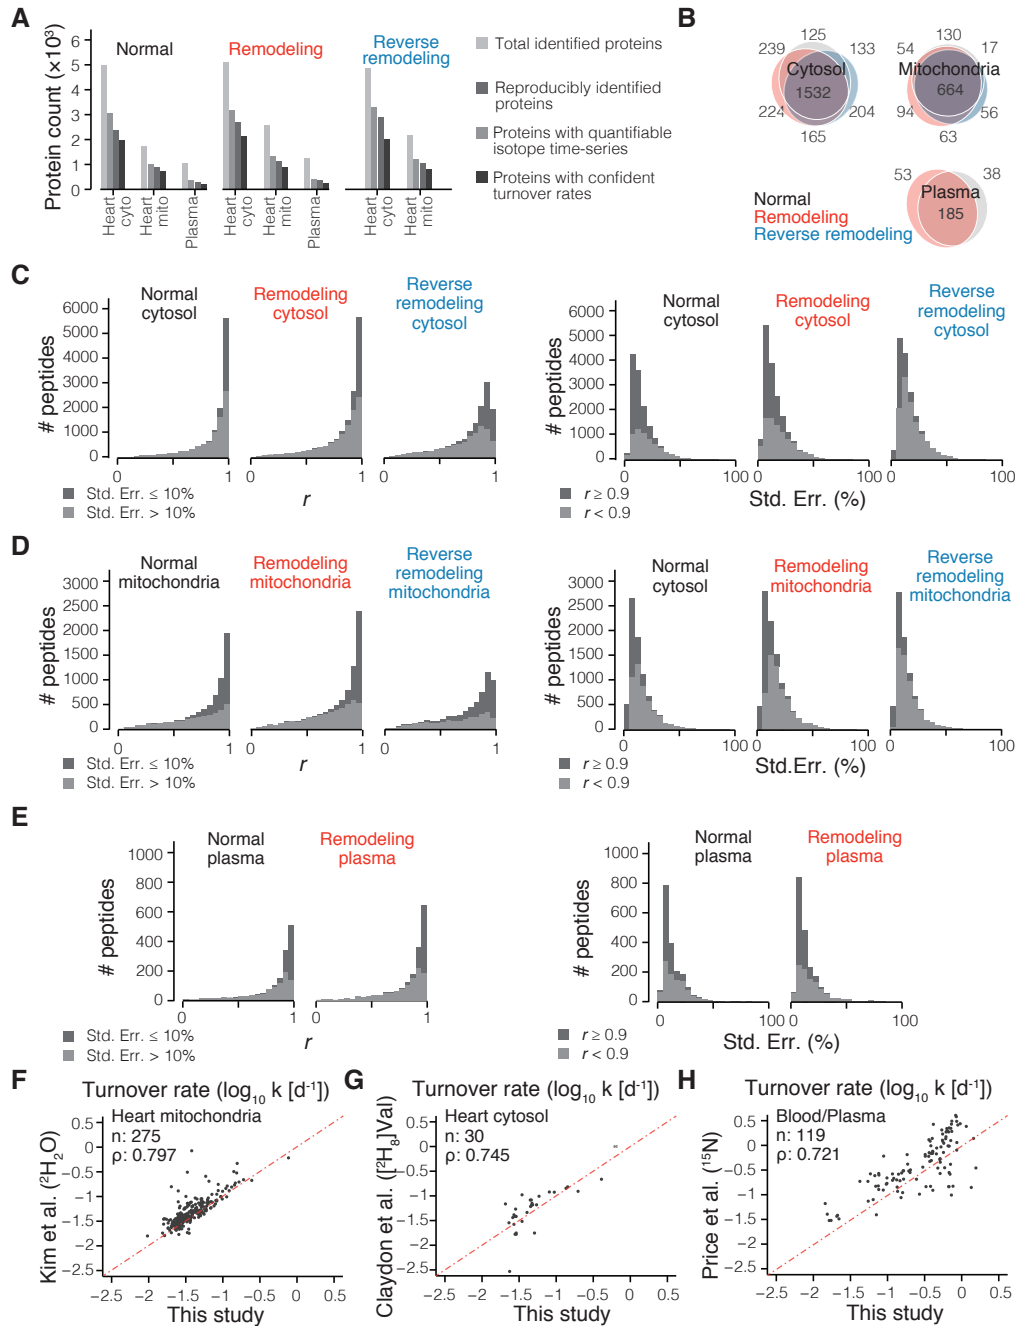 A
Protein count (×10³)
6
5
4
3
2
1
0
Normal
Remodeling
Reverse
remodeling
Heart
cyto
Heart
mito
Plasma
Heart
cyto
Heart
mito
Plasma
Heart
cyto
Heart
mito
Total identified proteins
Reproducibly identified
proteins
Proteins with quantifiable
isotope time-series
Proteins with confident
turnover rates
B
125
239
133
Cytosol
1532
224
204
165
130
54
17
Mitochondria
664
94
56
63
53
38
Plasma
185
Normal
Remodeling
Reverse remodeling
C
# peptides
6000
5000
4000
3000
2000
1000
0
Normal
cytosol
Remodeling
cytosol
Reverse
remodeling
cytosol
0
1
0
1
0
1
r
Std. Err. ≤ 10%
Std. Err. > 10%
# peptides
6000
5000
4000
3000
2000
1000
0
Normal
cytosol
Remodeling
cytosol
Reverse
remodeling
cytosol
0
100
0
100
0
100
Std. Err. (%)
r ≥ 0.9
r < 0.9
D
# peptides
3000
2500
2000
1500
1000
500
0
Normal
mitochondria
Remodeling
mitochondria
Reverse
remodeling
mitochondria
0
1
0
1
0
1
r
Std. Err. ≤ 10%
Std. Err. > 10%
# peptides
3000
2500
2000
1500
1000
500
0
Normal
cytosol
Remodeling
mitochondria
Reverse
remodeling
mitochondria
0
100
0
100
0
100
Std.Err. (%)
r ≥ 0.9
r < 0.9
E
# peptides
1000
800
600
400
200
0
Normal
plasma
Remodeling
plasma
0
1
0
1
r
Std. Err. ≤ 10%
Std. Err. > 10%
# peptides
1000
800
600
400
200
0
Normal
plasma
Remodeling
plasma
0
100
0
100
Std. Err. (%)
r ≥ 0.9
r < 0.9
F
Turnover rate (log₁₀ k [d⁻¹])
Kim et al. (²H₂O)
0.5
0
−0.5
−1
−1.5
−2
−2.5
Heart mitochondria
n: 275
ρ: 0.797
−2.5
−2
−1.5
−1
−0.5
0
0.5
This study
G
Turnover rate (log₁₀ k [d⁻¹])
Claydon et al. ([²H₈]Val)
0.5
0
−0.5
−1
−1.5
−2
−2.5
Heart cytosol
n: 30
ρ: 0.745
−2.5
−2
−1.5
−1
−0.5
0
0.5
This study
H
Turnover rate (log₁₀ k [d⁻¹])
Price et al. (¹⁵N)
0.5
0
−0.5
−1
−1.5
−2
−2.5
Blood/Plasma
n: 119
ρ: 0.721
−2.5
−2
−1.5
−1
−0.5
0
0.5
This study